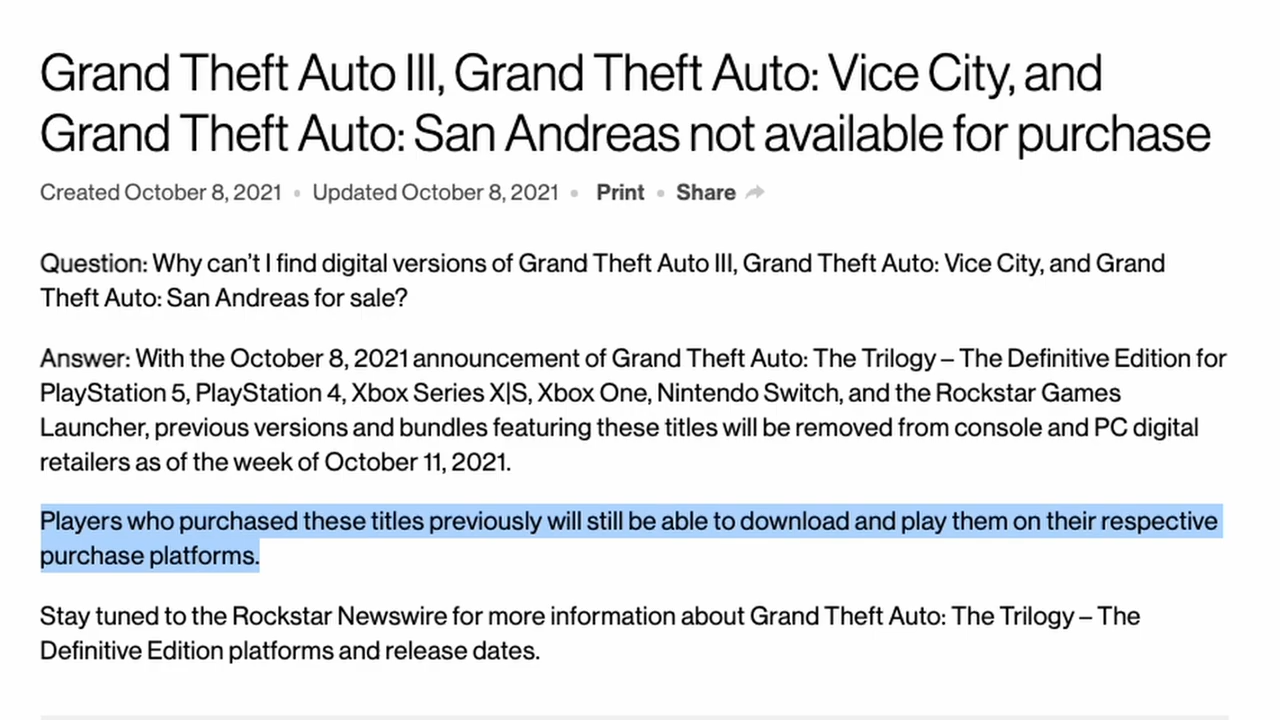 Grand Theft Auto III, Grand Theft Auto: Vice City, and
Grand Theft Auto: San Andreas not available for purchase
Created October 8, 2021 • Updated October 8, 2021 • Print • Share
Question: Why can't I find digital versions of Grand Theft Auto III, Grand Theft Auto: Vice City, and Grand
Theft Auto: San Andreas for sale?
Answer: With the October 8, 2021 announcement of Grand Theft Auto: The Trilogy – The Definitive Edition for
PlayStation 5, PlayStation 4, Xbox Series X|S, Xbox One, Nintendo Switch, and the Rockstar Games
Launcher, previous versions and bundles featuring these titles will be removed from console and PC digital
retailers as of the week of October 11, 2021.
Players who purchased these titles previously will still be able to download and play them on their respective
purchase platforms.
Stay tuned to the Rockstar Newswire for more information about Grand Theft Auto: The Trilogy – The
Definitive Edition platforms and release dates.